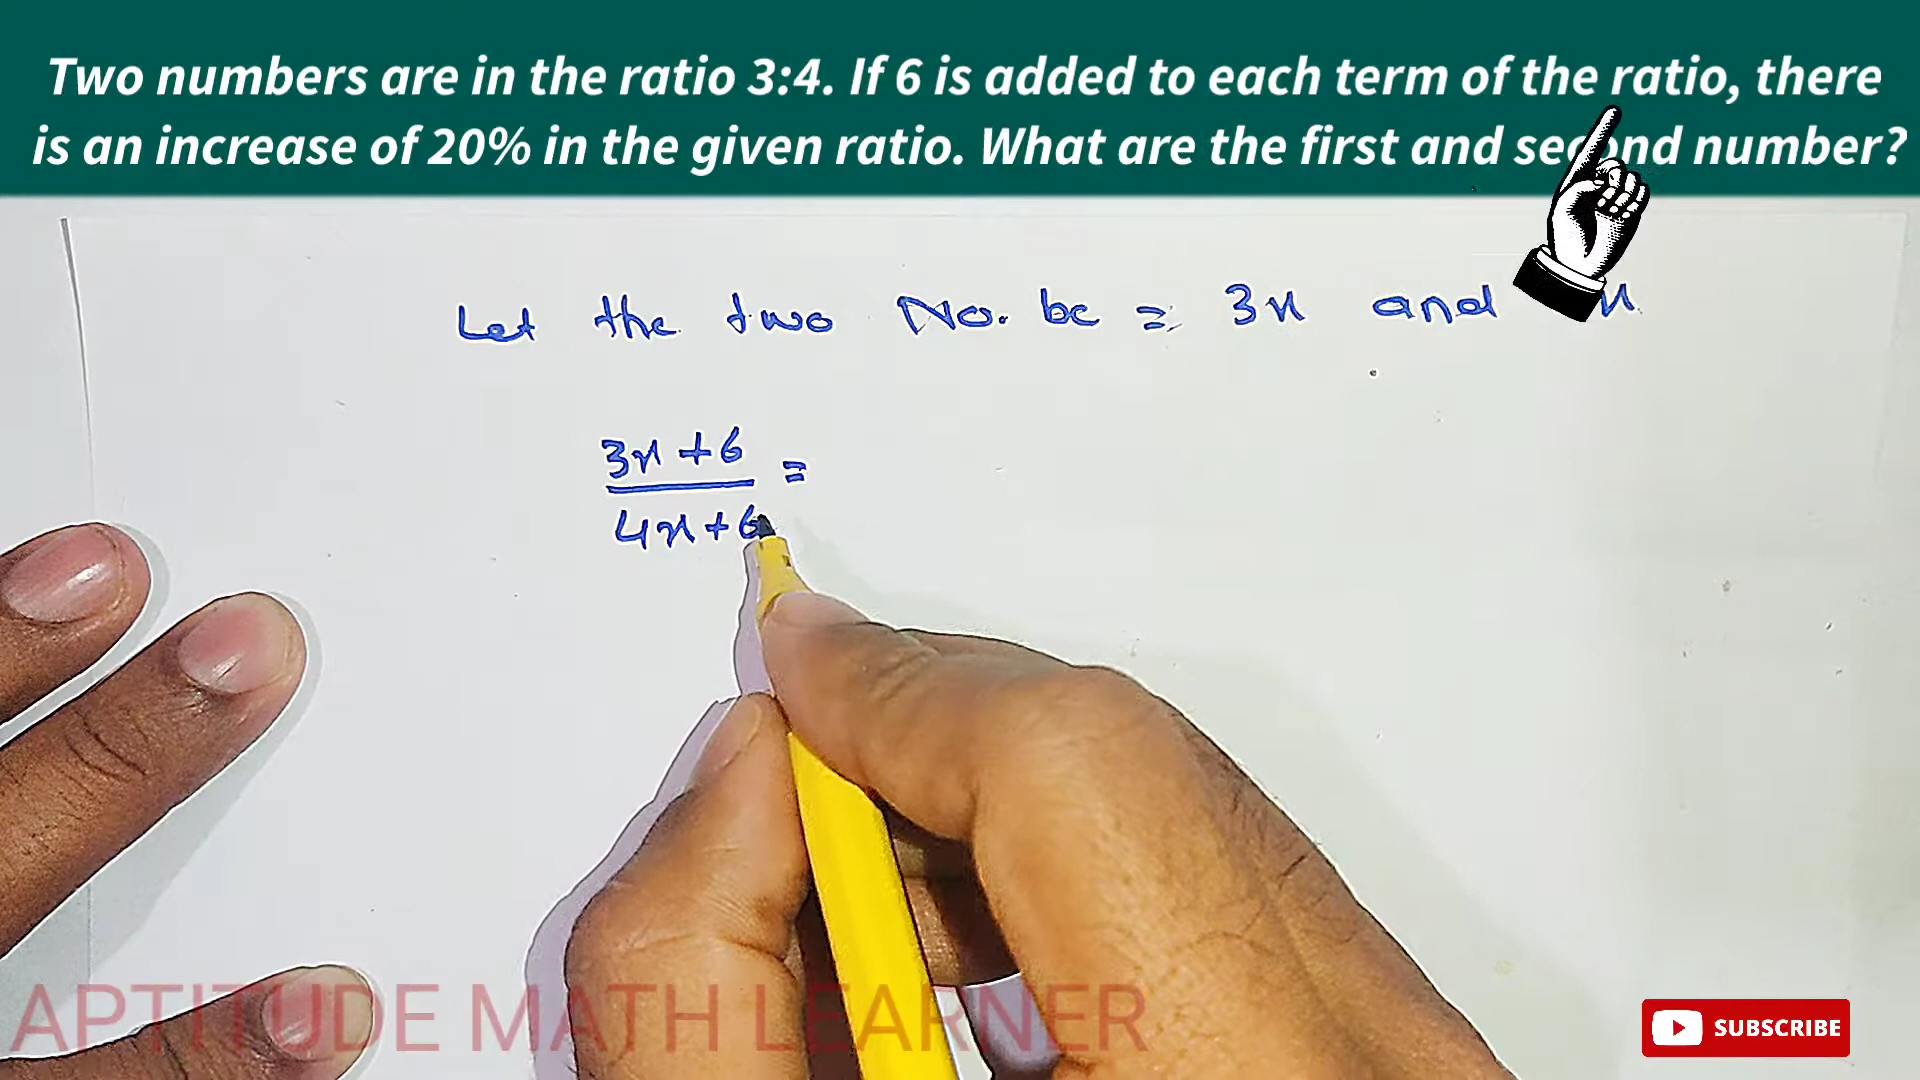 Two numbers are in the ratio 3:4. If 6 is added to each term of the ratio, there
is an increase of 20% in the given ratio. What are the first and second number?
Let the two No. be = 3x and x
3x + 6
=
4x + 6
APTITUDE MATH LEARNER
SUBSCRIBE